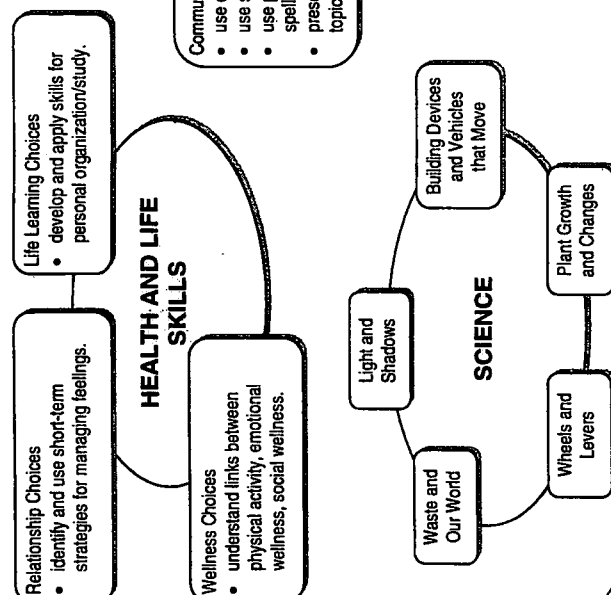 Relationship Choices
• identify and use short-term
strategies for managing feelings.
Life Learning Choices
• develop and apply skills for
personal organization/study.
HEALTH AND LIFE
SKILLS
Wellness Choices
• understand links between
physical activity, emotional
wellness, social wellness.
• use
• use
• use
Light and
Shadows
Building Devices
and Vehicles
that Move
Waste and
Our World
SCIENCE
Wheels and
Levers
Plant Growth
and Changes